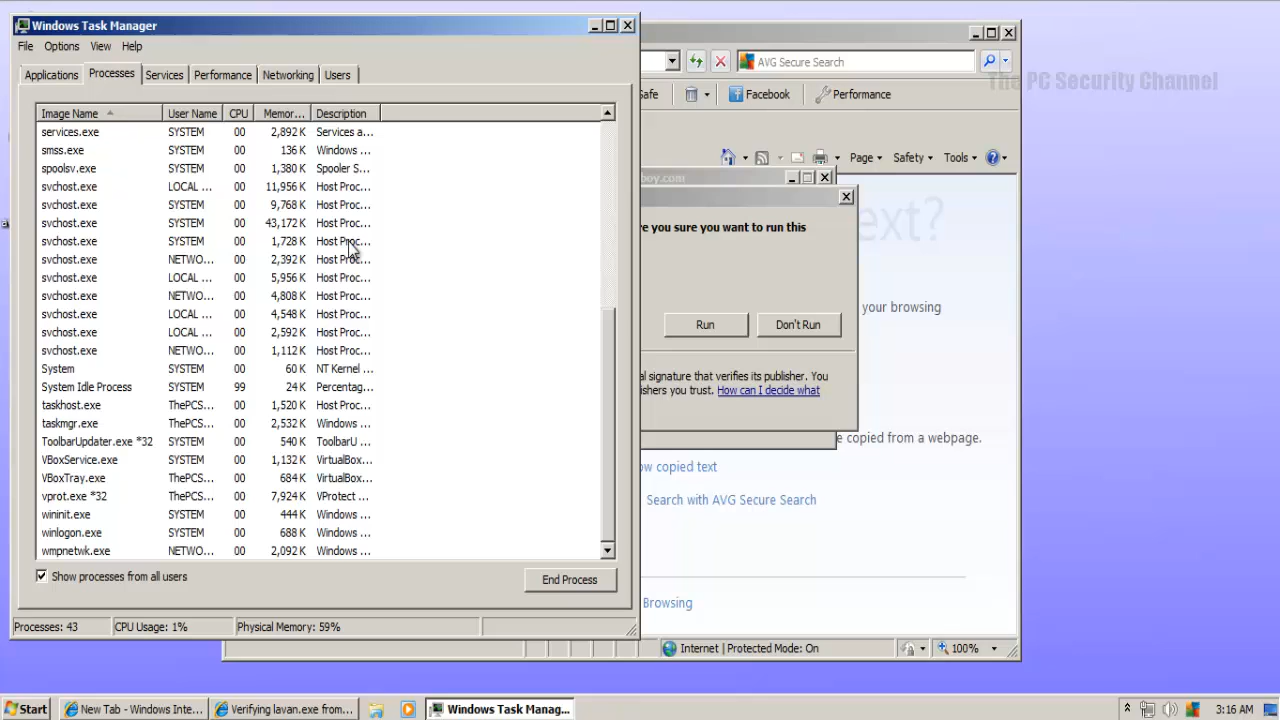 Windows Task Manager
File Options View Help
Applications Processes Services Performance Networking Users
Image Name User Name CPU Memor... Description
services.exe SYSTEM 00 2,892 K Services a...
smss.exe SYSTEM 00 136 K Windows ...
spoolsv.exe SYSTEM 00 1,380 K Spooler S...
svchost.exe LOCAL ... 00 11,956 K Host Proc...
svchost.exe SYSTEM 00 9,768 K Host Proc...
svchost.exe SYSTEM 00 43,172 K Host Proc...
svchost.exe SYSTEM 00 1,728 K Host Proc...
svchost.exe NETWO... 00 2,392 K Host Proc...
svchost.exe LOCAL ... 00 5,956 K Host Proc...
svchost.exe NETWO... 00 4,808 K Host Proc...
svchost.exe LOCAL ... 00 4,548 K Host Proc...
svchost.exe LOCAL ... 00 2,592 K Host Proc...
svchost.exe NETWO... 00 1,112 K Host Proc...
System SYSTEM 00 60 K NT Kernel ...
System Idle Process SYSTEM 99 24 K Percentag...
taskhost.exe ThePCS... 00 1,520 K Host Proc...
taskmgr.exe ThePCS... 00 2,532 K Windows ...
ToolbarUpdater.exe *32 SYSTEM 00 540 K ToolbarU ...
VBoxService.exe SYSTEM 00 1,132 K VirtualBox...
VBoxTray.exe ThePCS... 00 684 K VirtualBox...
vprot.exe *32 ThePCS... 00 7,924 K VProtect ...
wininit.exe SYSTEM 00 444 K Windows ...
winlogon.exe SYSTEM 00 688 K Windows ...
wmpnetwk.exe NETWO... 00 2,092 K Windows ...
Show processes from all users
End Process
Processes: 43 CPU Usage: 1% Physical Memory: 59%
AVG Secure Search
The PC Security Channel
afe Facebook Performance
Page Safety Tools
boy.com
ext?
e you sure you want to run this
your browsing
Run Don't Run
al signature that verifies its publisher. You
lishers you trust. How can I decide what
e copied from a webpage.
ow copied text
Search with AVG Secure Search
Browsing
Internet | Protected Mode: On 100%
Start New Tab - Windows Inte... Verifying lavan.exe from... Windows Task Manag... 3:16 AM